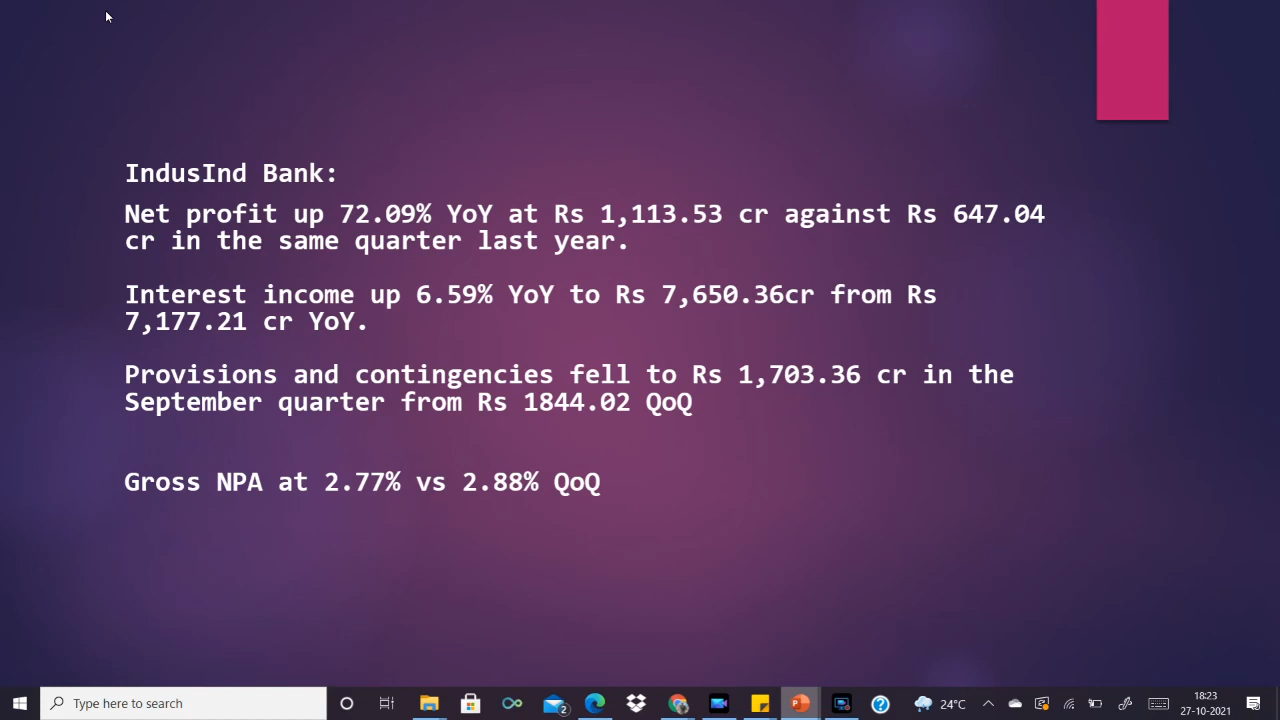 IndusInd Bank:
Net profit up 72.09% YoY at Rs 1,113.53 cr against Rs 647.04
cr in the same quarter last year.
Interest income up 6.59% YoY to Rs 7,650.36cr from Rs
7,177.21 cr YoY.
Provisions and contingencies fell to Rs 1,703.36 cr in the
September quarter from Rs 1844.02 QoQ
Gross NPA at 2.77% vs 2.88% QoQ
Type here to search
2
24°C
18:23
27-10-2021